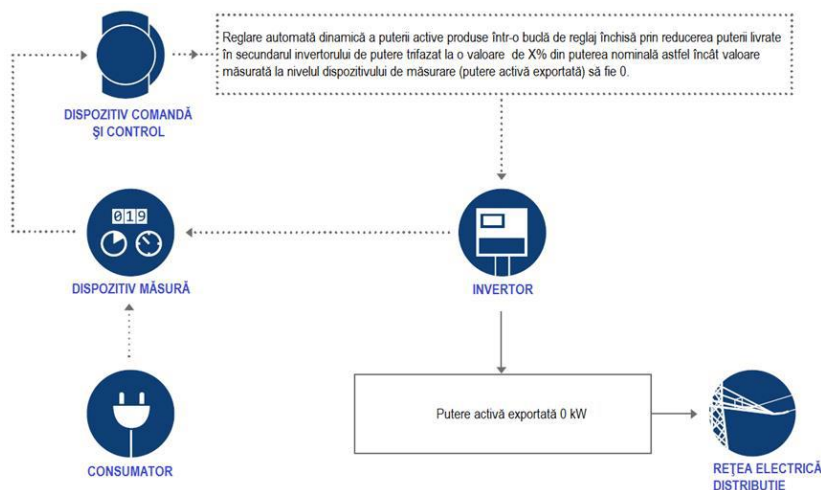 Reglare automată dinamică a puterii active produse într-o buclă de reglaj închisă prin reducerea puterii livrate
în secundarul invertorului de putere trifazat la o valoare de X% din puterea nominală astfel încât valoare
măsurată la nivelul dispozitivului de măsurare (putere activă exportată) să fie 0.
DISPOZITIV COMANDĂ
ŞI CONTROL
019
DISPOZITIV MĂSURĂ
INVERTOR
Putere activă exportată 0 kW
CONSUMATOR
REŢEA ELECTRICĂ
DISTRIBUTIE